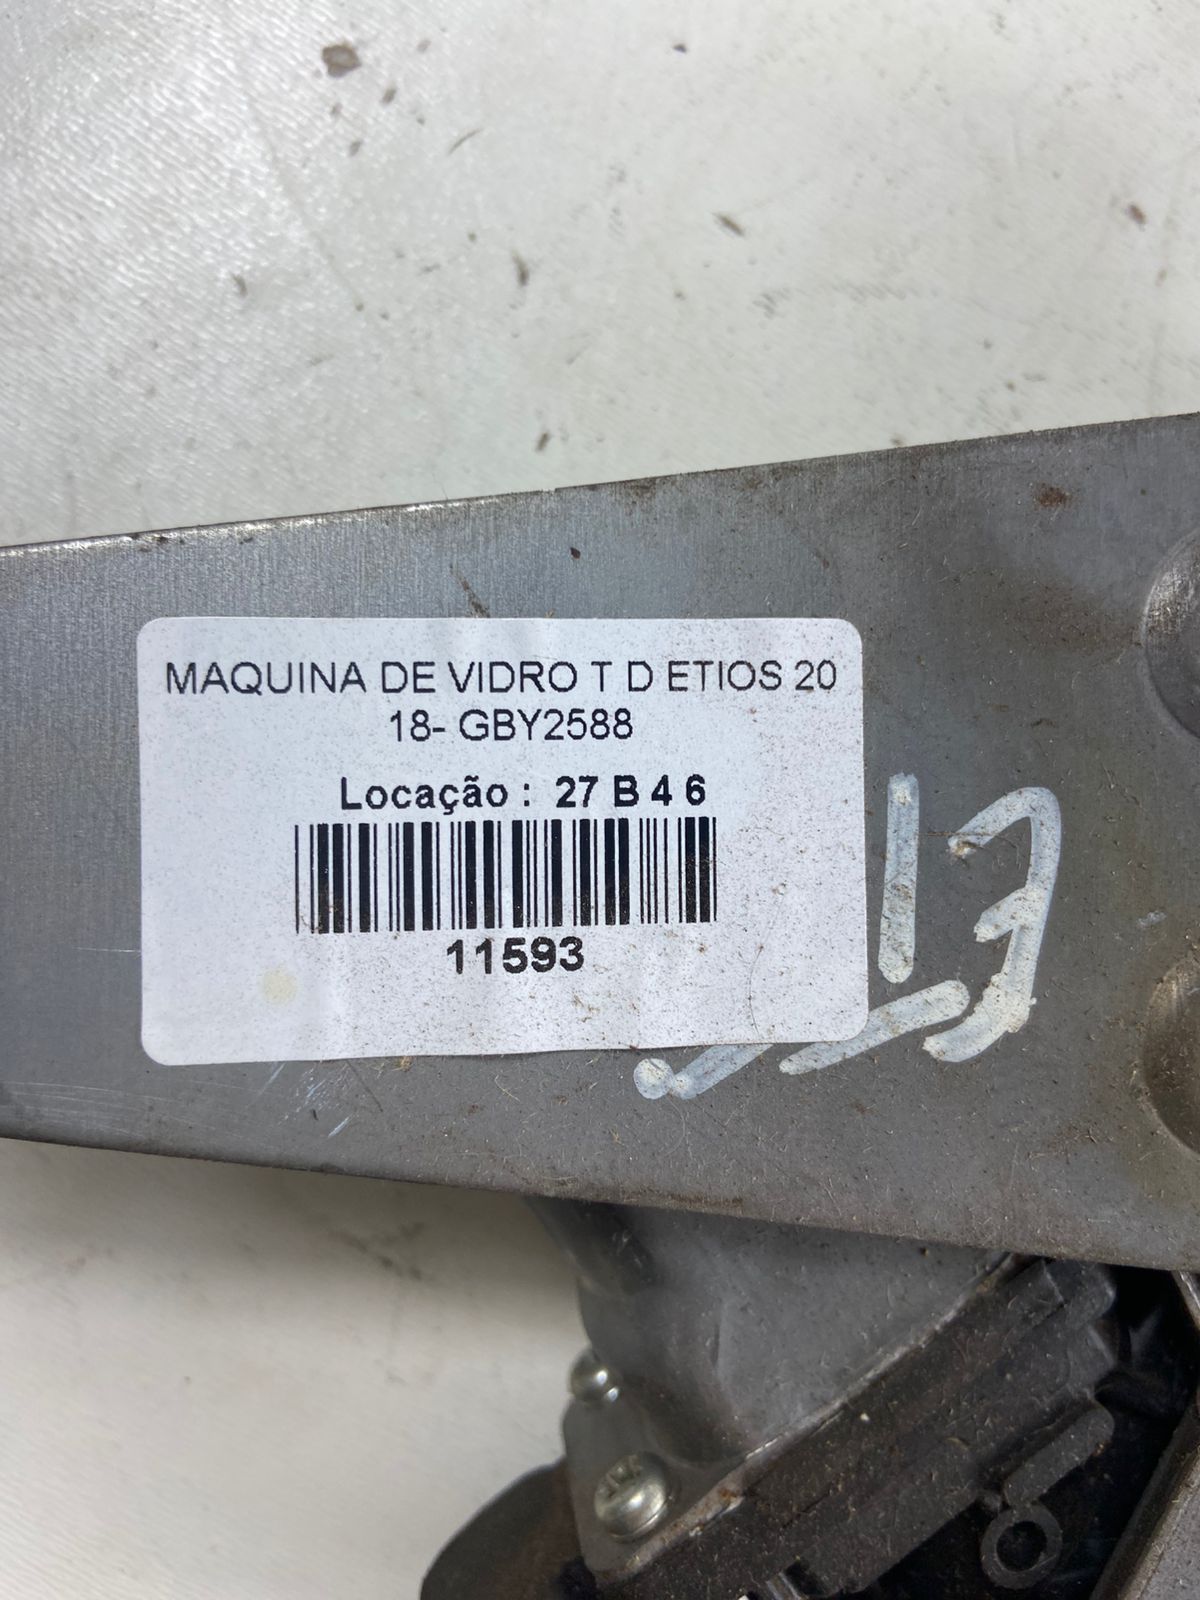 MAQUINA DE VIDRO T D ETIOS 20
18- GBY2588
Locação : 27 B 4 6
11593